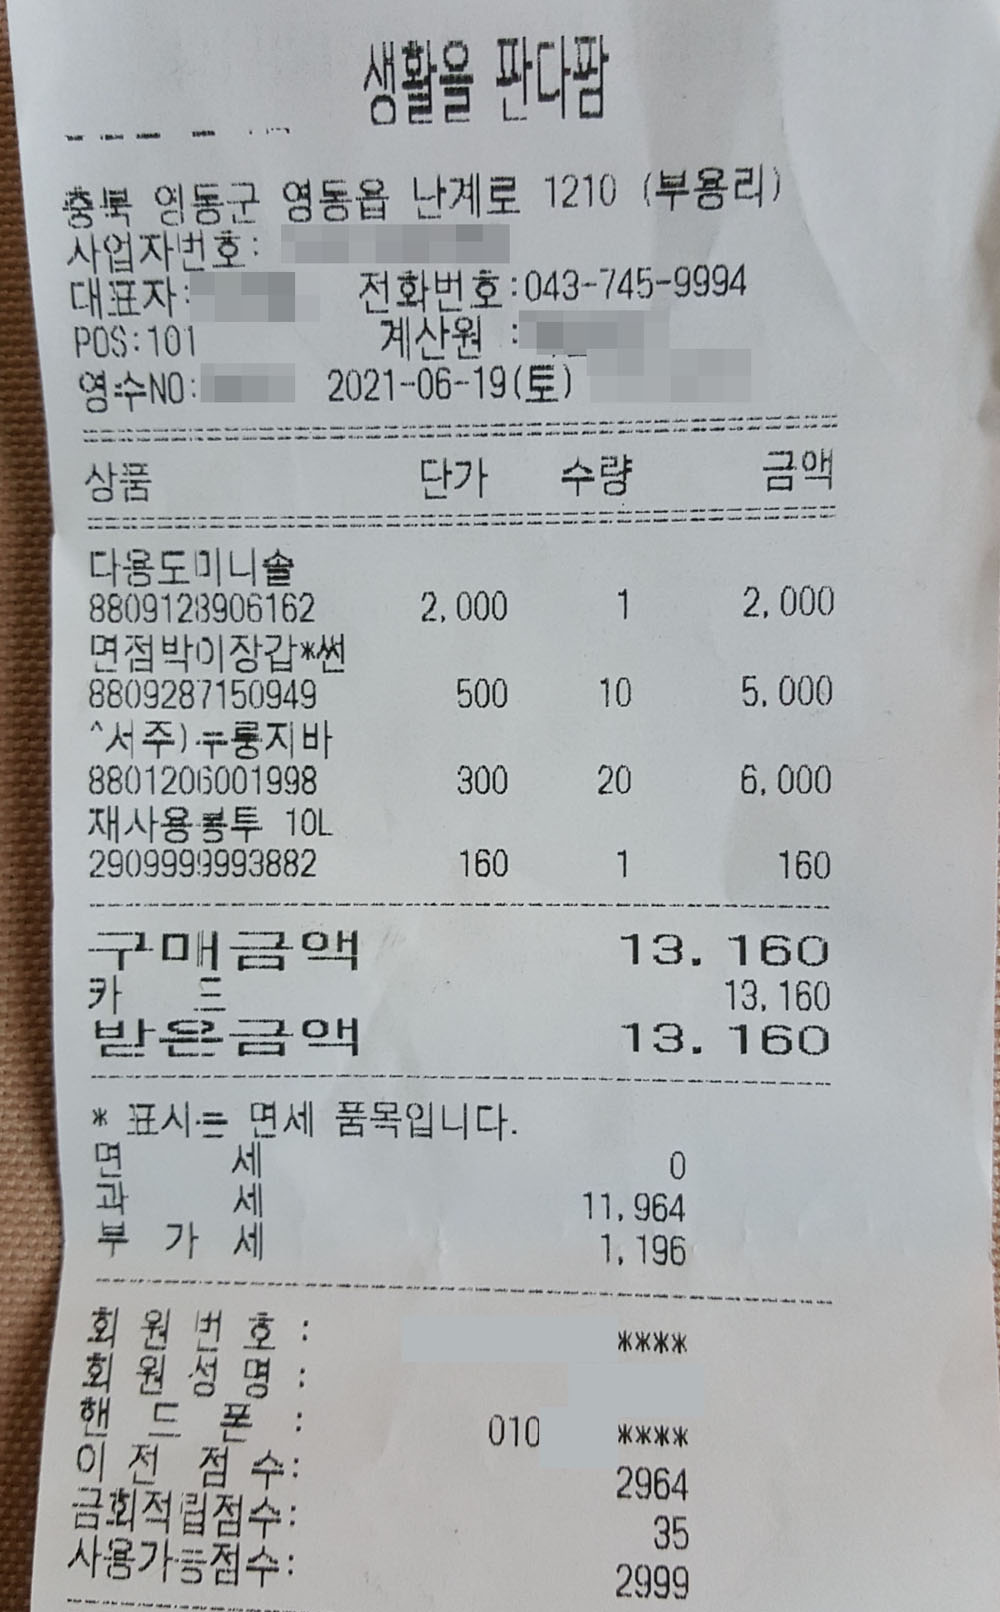 생활을 판다팜
충북 영동군 영동읍 난계로 1210 (부용리)
사업자번호:
대표자: 전화번호:043-745-9994
POS:101 계산원 :
영수NO: 2021-06-19(토)
상품 단가 수량 금액
다용도미니솔
8809128906162 2,000 1 2,000
면점박이장갑*썬
8809287150949 500 10 5,000
^서주)누룽지바
8801206001998 300 20 6,000
재사용봉투 10L
2909999993882 160 1 160
구매금액 13.160
카 드 13,160
받은금액 13.160
* 표시는 면세 품목입니다.
면 세 0
과 세 11,964
부 가 세 1,196
회 원 번 호 : ****
회 원 성 명 :
핸 드 폰 : 010 ****
이 전 점 수: 2964
금회적립점수: 35
사용가능점수: 2999